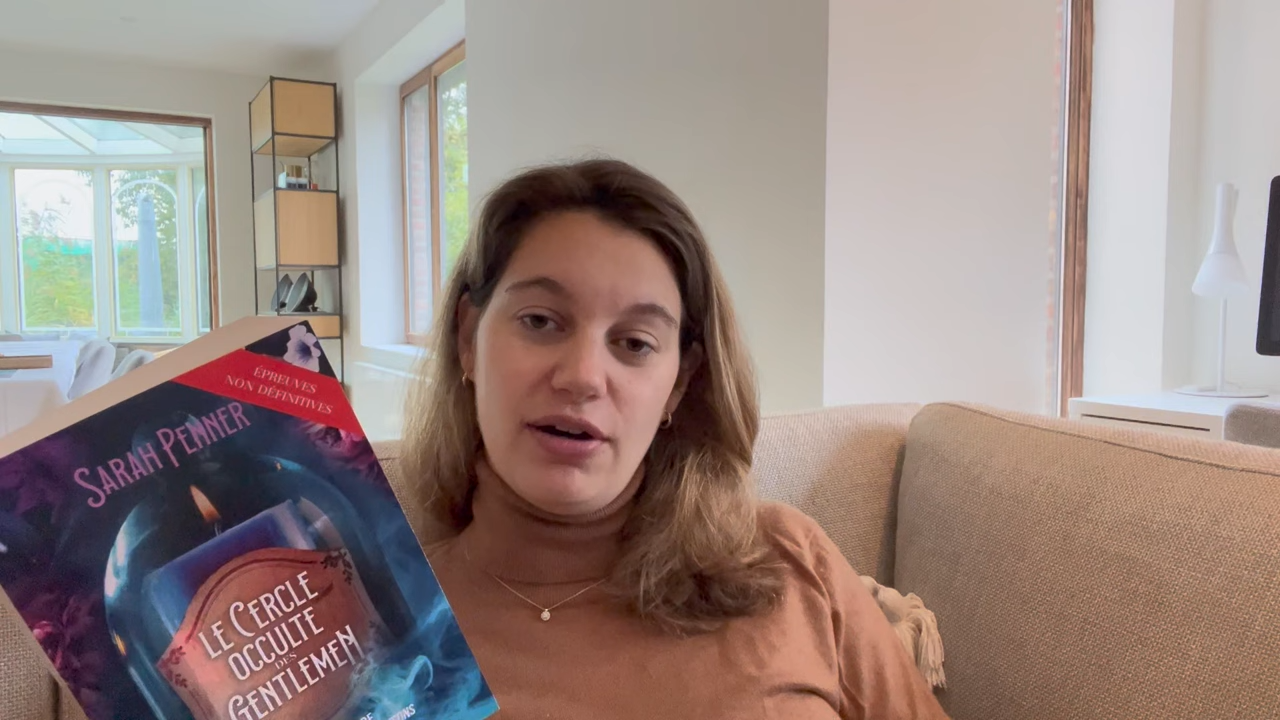 ÉPREUVES
NON DÉFINITIVES
SARAH PENNER
LE CERCLE
OCCULTE
DES
GENTLEMEN